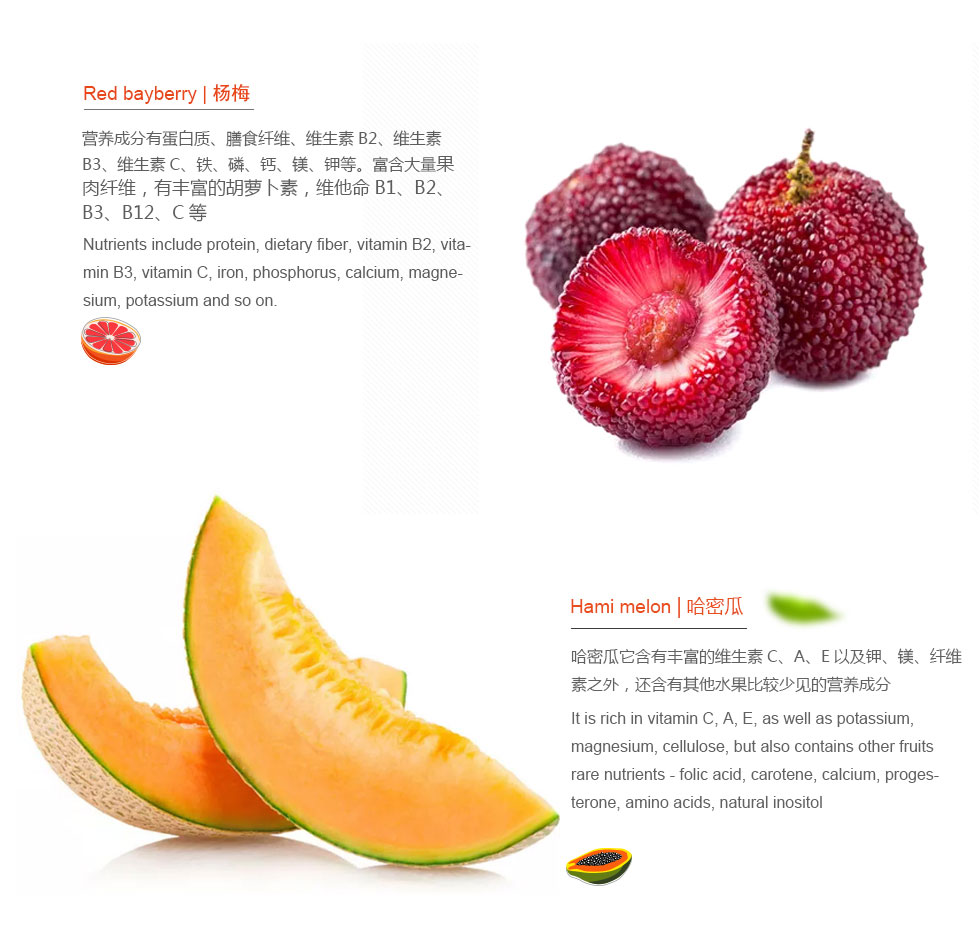 Red bayberry | 杨梅
营养成分有蛋白质、膳食纤维、维生素 B2、维生素
B3、维生素 C、铁、磷、钙、镁、钾等。富含大量果
肉纤维，有丰富的胡萝卜素，维他命 B1、B2、
B3、B12、C 等
Nutrients include protein, dietary fiber, vitamin B2, vita-
min B3, vitamin C, iron, phosphorus, calcium, magne-
sium, potassium and so on.
Hami melon | 哈密瓜
哈密瓜它含有丰富的维生素 C、A、E 以及钾、镁、纤维
素之外，还含有其他水果比较少见的营养成分
It is rich in vitamin C, A, E, as well as potassium,
magnesium, cellulose, but also contains other fruits
rare nutrients - folic acid, carotene, calcium, proges-
terone, amino acids, natural inositol